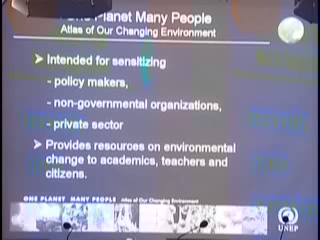 One Planet Many People
Atlas of Our Changing Environment
➤ Intended for sensitizing
- policy makers,
- non-governmental organizations,
- private sector
➤ Provides resources on environmental
change to academics, teachers and
citizens.
ONE PLANET MANY PEOPLE Atlas of Our Changing Environment
UNEP